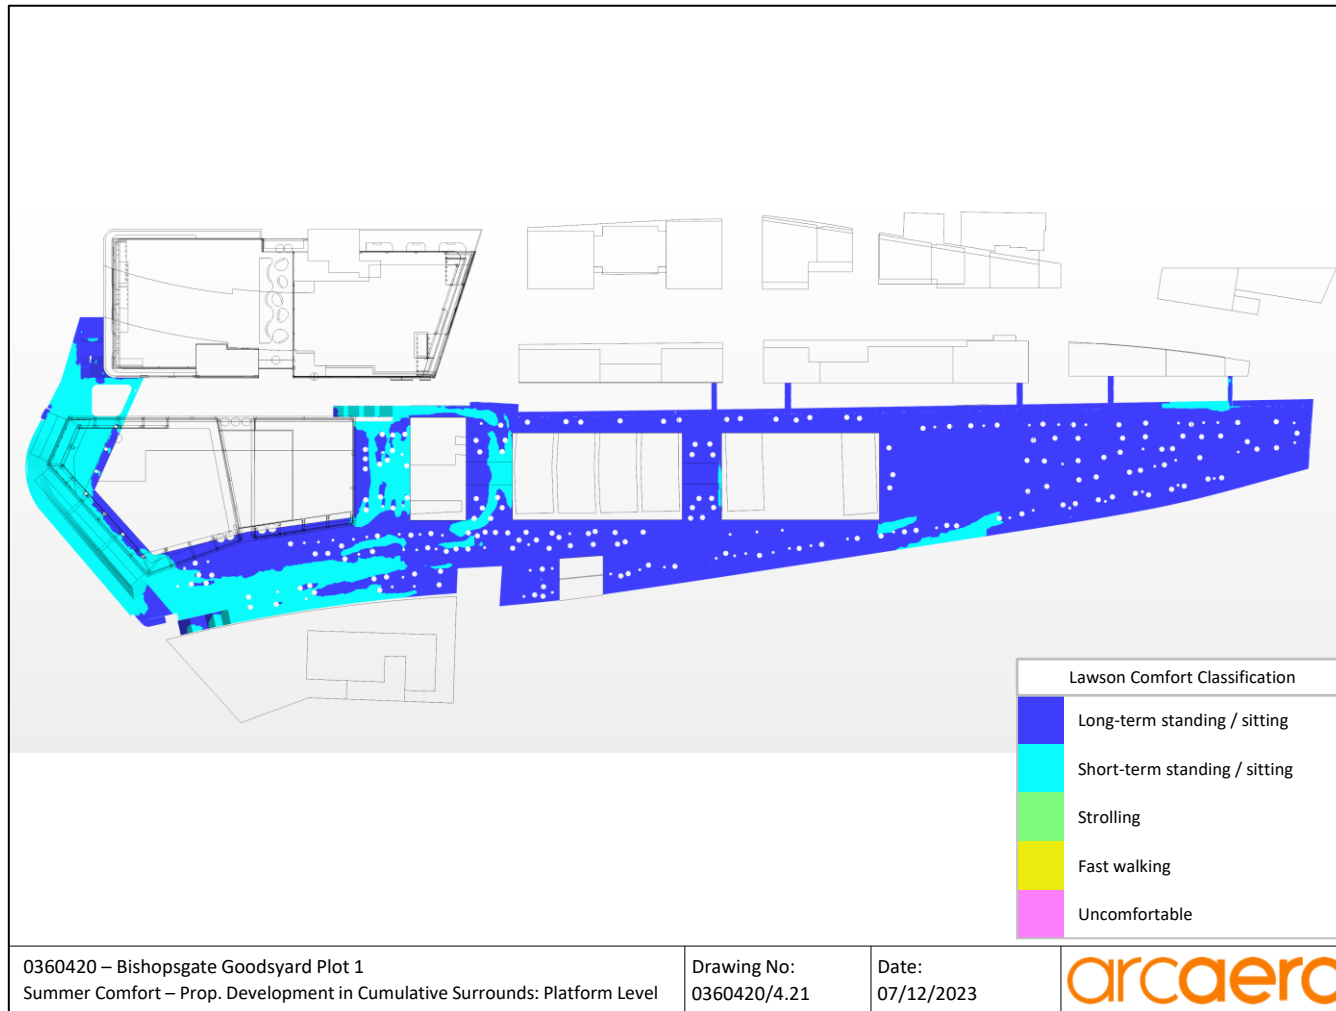 Lawson Comfort Classification
Long-term standing / sitting
Short-term standing / sitting
Strolling
Fast walking
Uncomfortable
0360420 – Bishopsgate Goodsyard Plot 1
Summer Comfort – Prop. Development in Cumulative Surrounds: Platform Level
Drawing No:
0360420/4.21
Date:
07/12/2023
arcaero